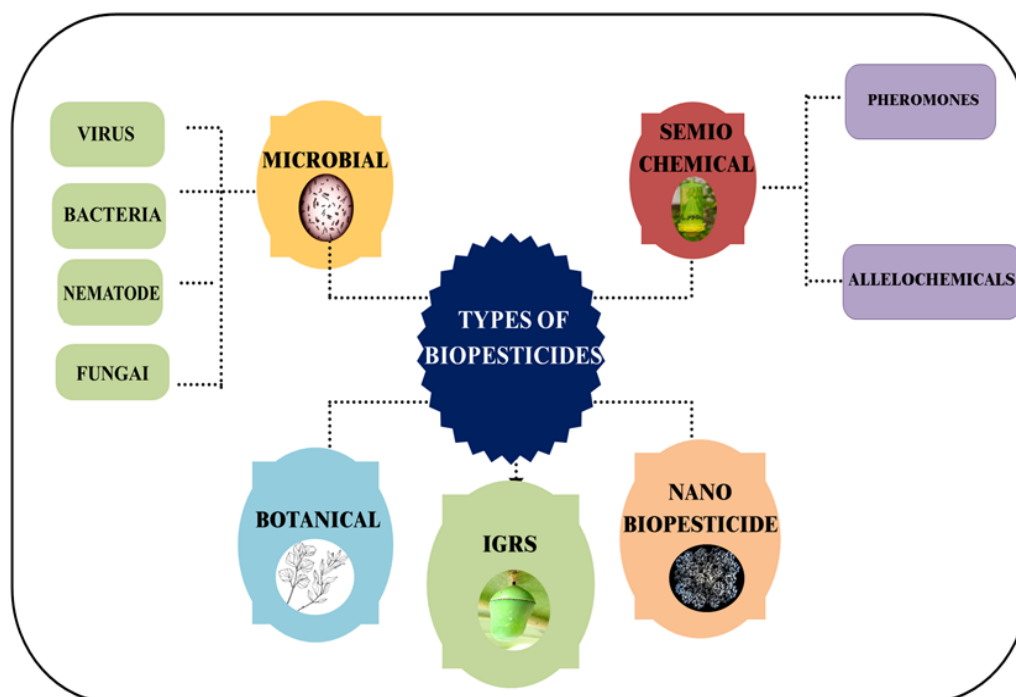 VIRUS
BACTERIA
NEMATODE
FUNGAI
MICROBIAL
SEMIO
CHEMICAL
PHEROMONES
ALLELOCHEMICALS
TYPES OF
BIOPESTICIDES
BOTANICAL
IGRS
NANO
BIOPESTICIDE